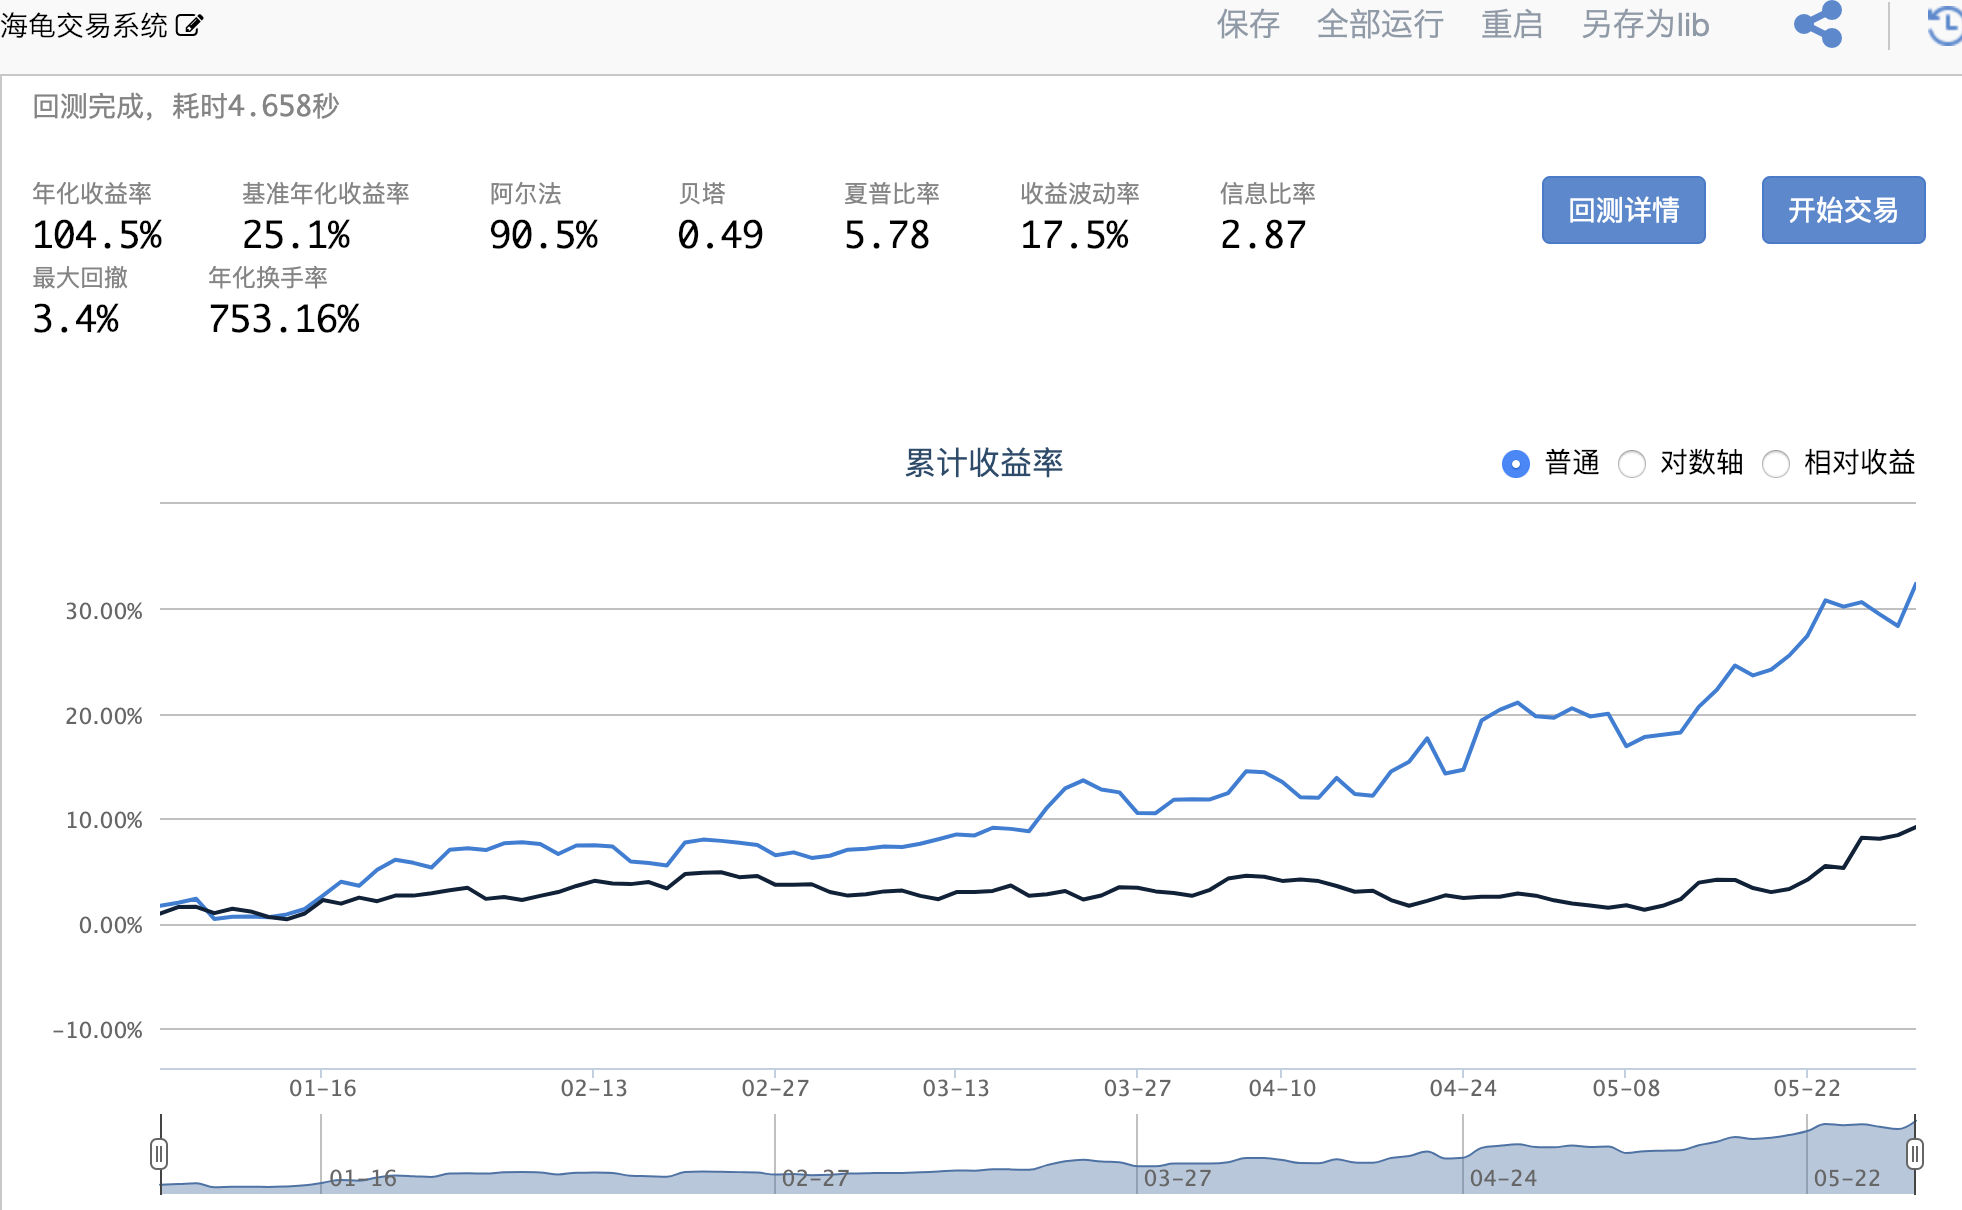 海龟交易系统 保存 全部运行 重启 另存为lib
回测完成，耗时4.658秒
年化收益率 基准年化收益率 阿尔法 贝塔 夏普比率 收益波动率 信息比率
104.5% 25.1% 90.5% 0.49 5.78 17.5% 2.87
回测详情 开始交易
最大回撤 年化换手率
3.4% 753.16%
累计收益率
普通 对数轴 相对收益
30.00%
20.00%
10.00%
0.00%
-10.00%
01-16 02-13 02-27 03-13 03-27 04-10 04-24 05-08 05-22
01-16 02-27 03-27 04-24 05-22